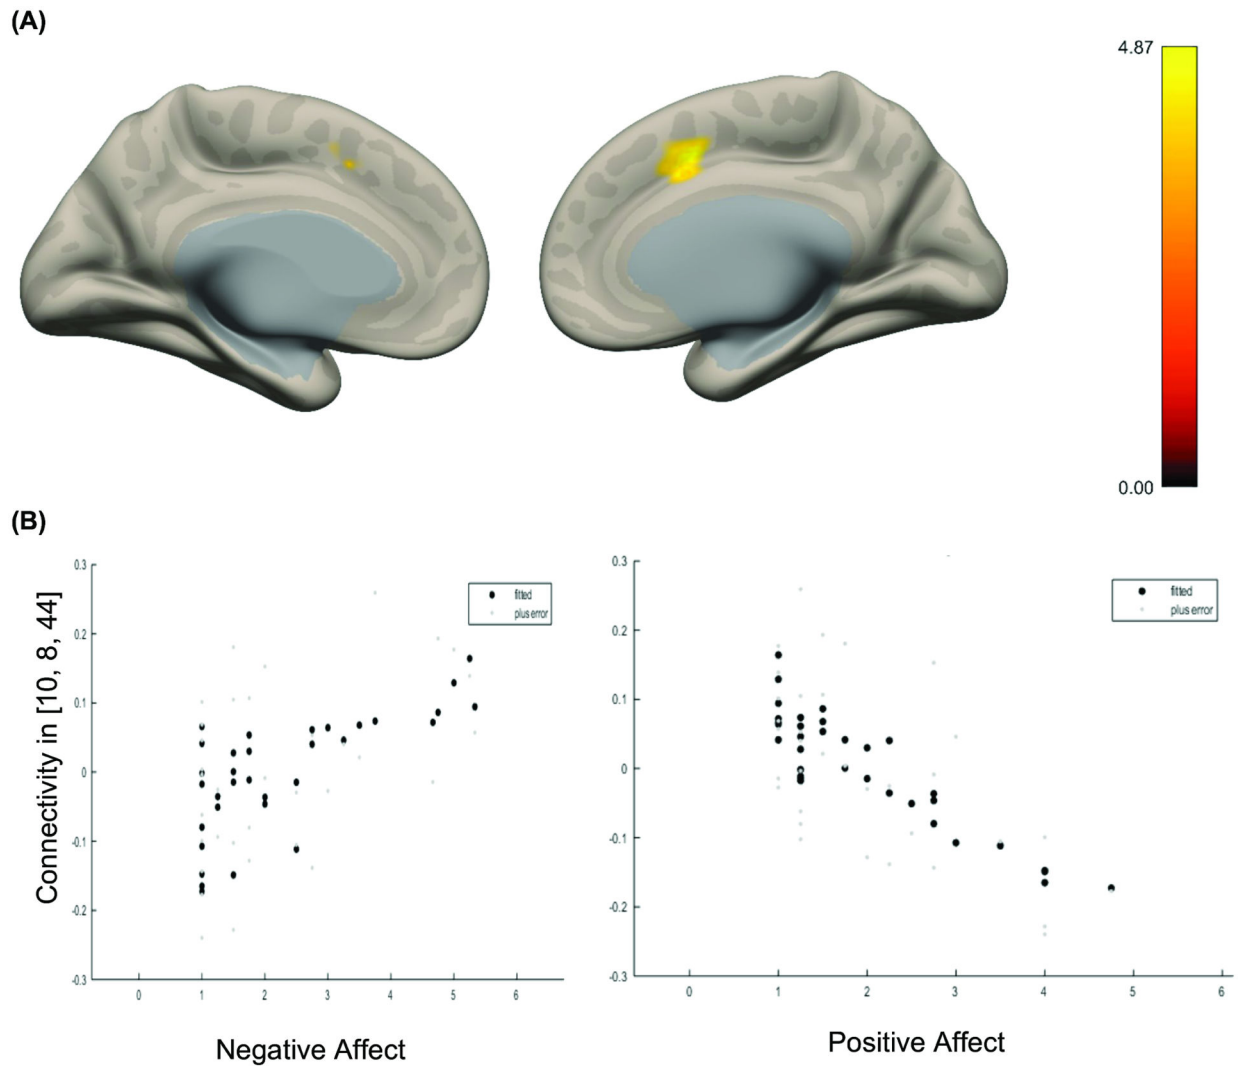 (A)
4.87
0.00
(B)
Connectivity in [10, 8, 44]
0.3
0.2
0.1
0
-0.1
-0.2
-0.3
fitted
plus error
0 1 2 3 4 5 6
Negative Affect
0.3
0.2
0.1
0
-0.1
-0.2
-0.3
fitted
plus error
0 1 2 3 4 5 6
Positive Affect